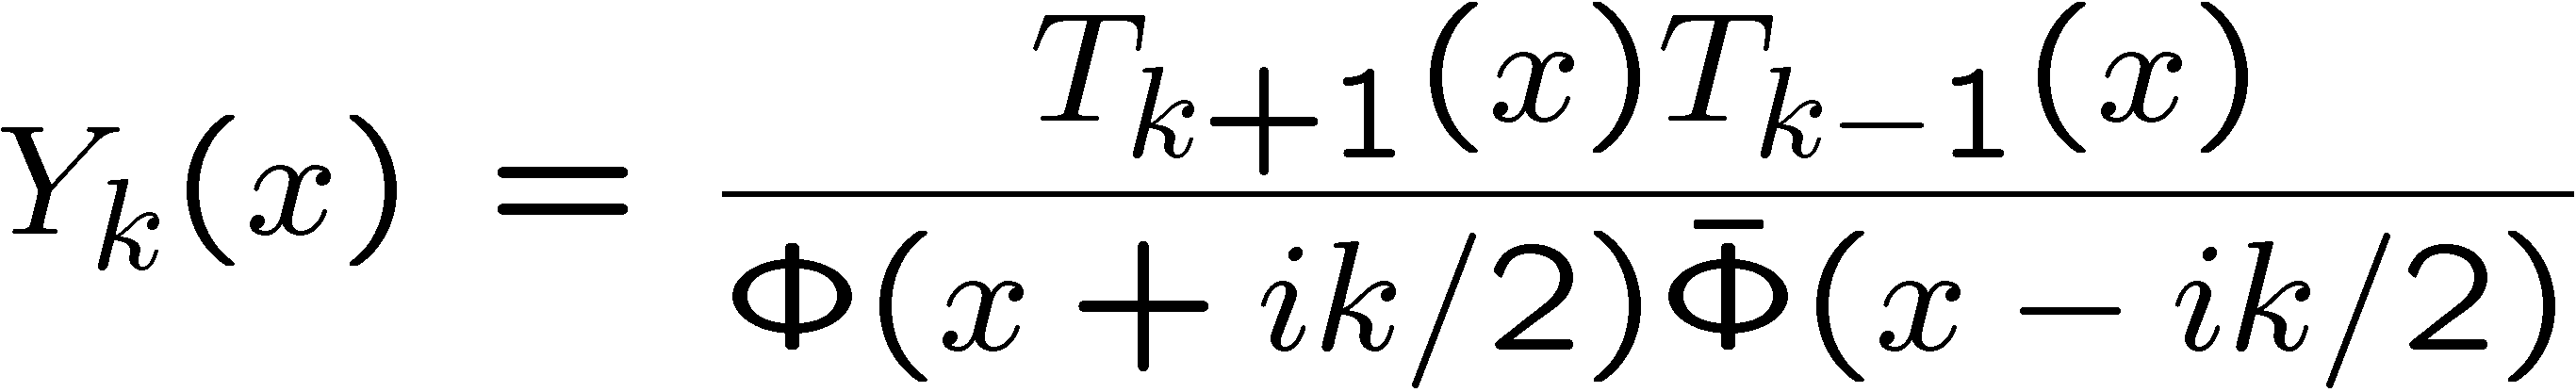 Y_k(x) = \frac{T_{k+1}(x)T_{k-1}(x)}{\Phi(x + ik/2)\bar{\Phi}(x - ik/2)}